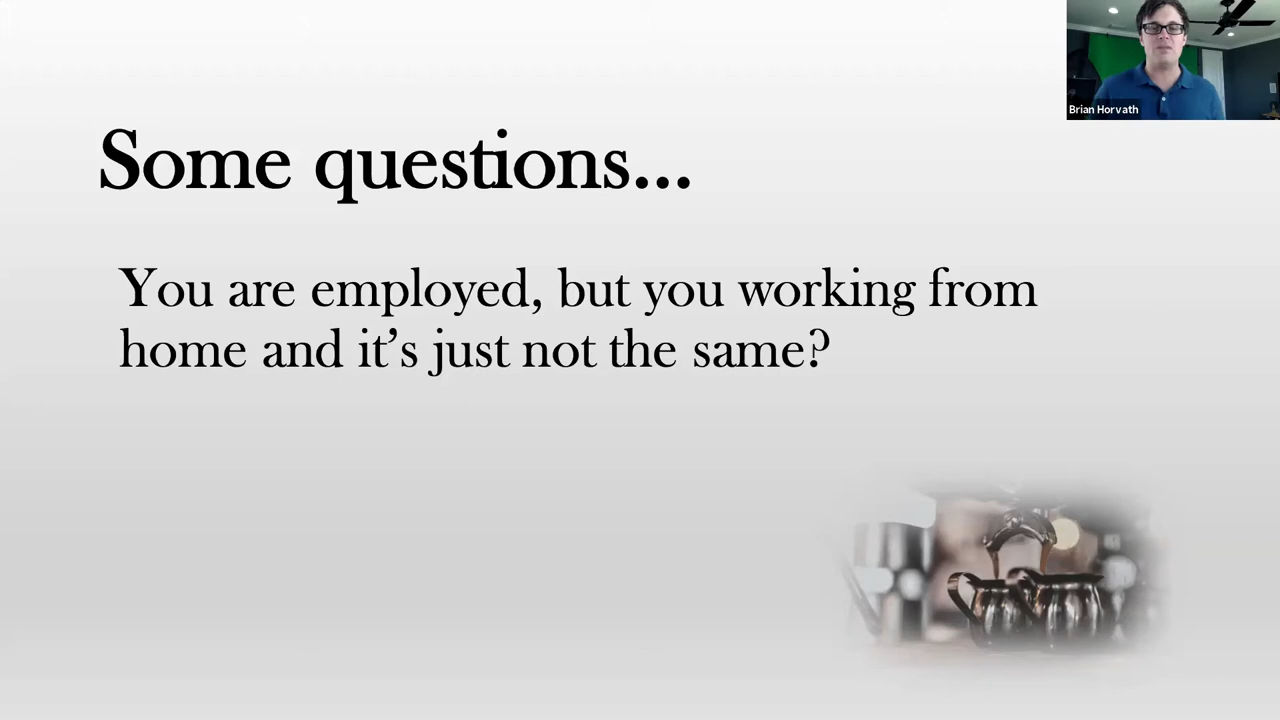 Brian Horvath
Some questions...
You are employed, but you working from
home and it's just not the same?